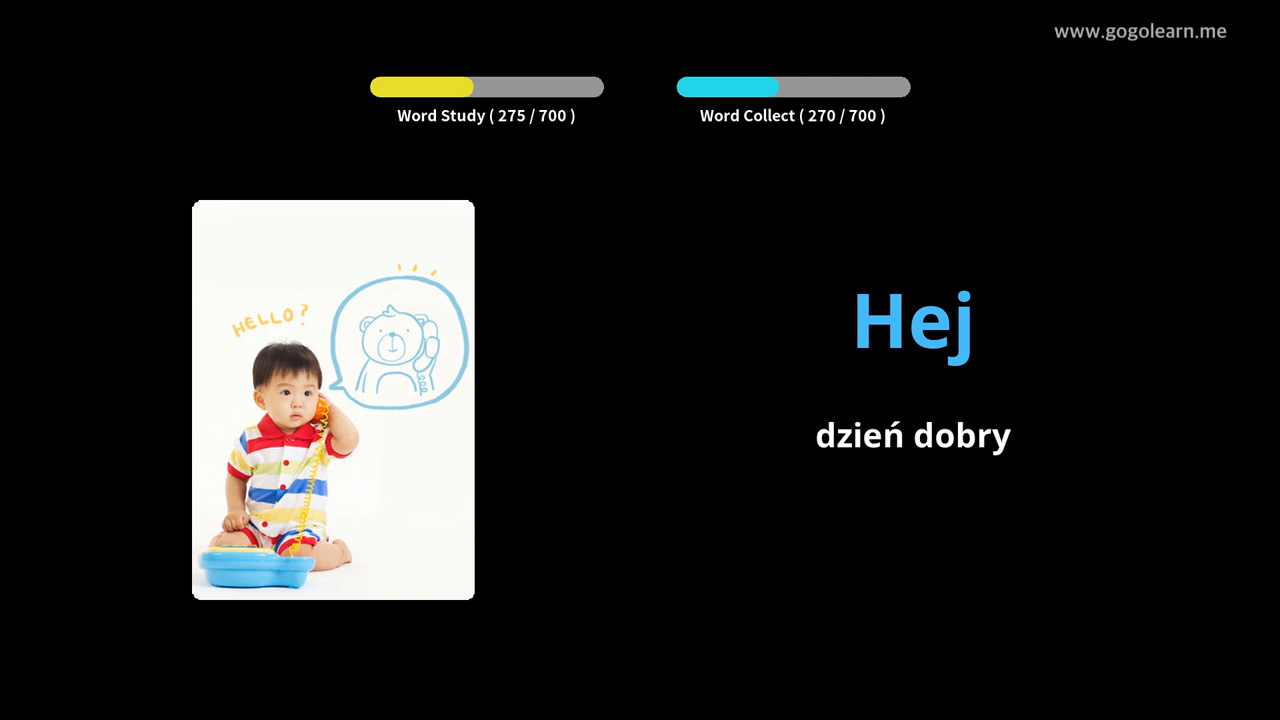 www.gogolearn.me
Word Study ( 275 / 700 )
Word Collect ( 270 / 700 )
HELLO?
Hej
dzień dobry